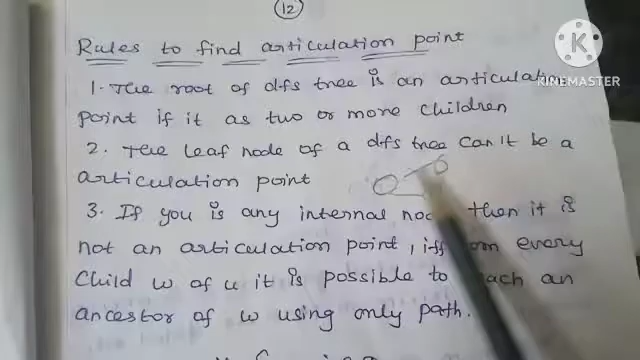 12
K
KINEMASTER
Rules to find articulation point
1. The root of dfs tree is an articulation
point if it as two or more children
2. The leaf node of a dfs tree can't be a
articulation point
3. If you is any internal node then it is
not an articulation point, iff from every
child w of u it is possible to reach an
ancestor of w using only path.